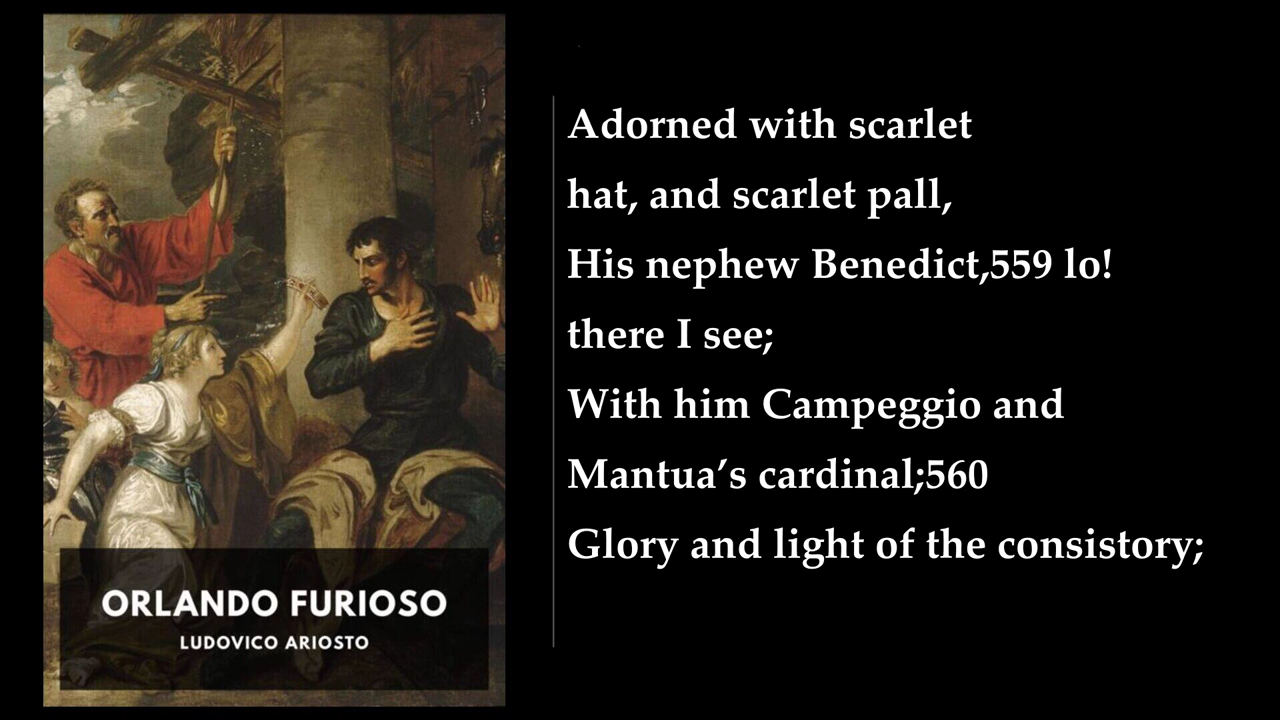 ORLANDO FURIOSO
LUDOVICO ARIOSTO
Adorned with scarlet
hat, and scarlet pall,
His nephew Benedict,559 lo!
there I see;
With him Campeggio and
Mantua’s cardinal;560
Glory and light of the consistory;